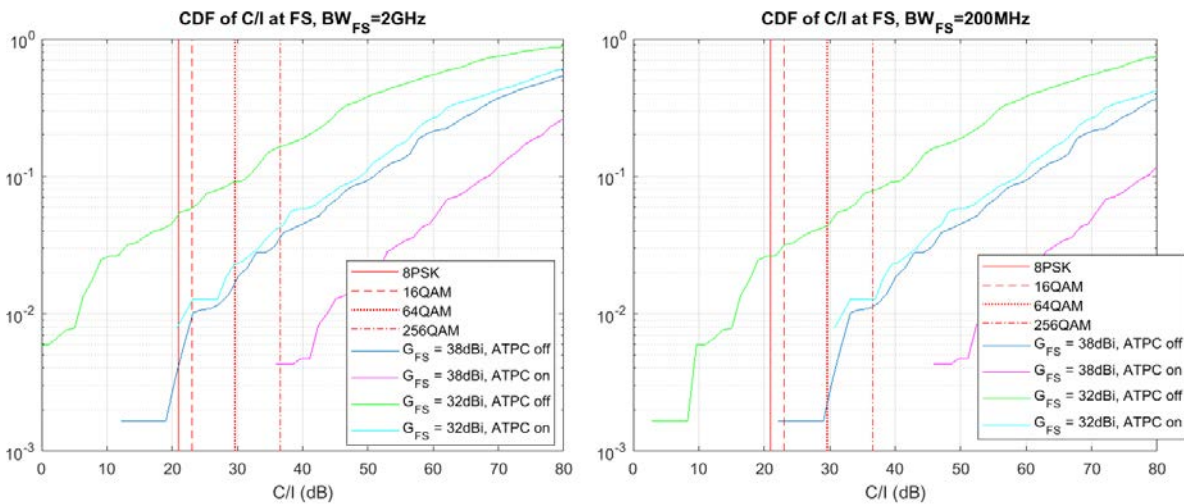 CDF of C/I at FS, BW_FS=2GHz
10^0
10^-1
10^-2
10^-3
0 10 20 30 40 50 60 70 80
C/I (dB)
8PSK
16QAM
64QAM
256QAM
G_FS = 38dBi, ATPC off
G_FS = 38dBi, ATPC on
G_FS = 32dBi, ATPC off
G_FS = 32dBi, ATPC on
CDF of C/I at FS, BW_FS=200MHz
10^0
10^-1
10^-2
10^-3
0 10 20 30 40 50 60 70 80
C/I (dB)
8PSK
16QAM
64QAM
256QAM
G_FS = 38dBi, ATPC off
G_FS = 38dBi, ATPC on
G_FS = 32dBi, ATPC off
G_FS = 32dBi, ATPC on